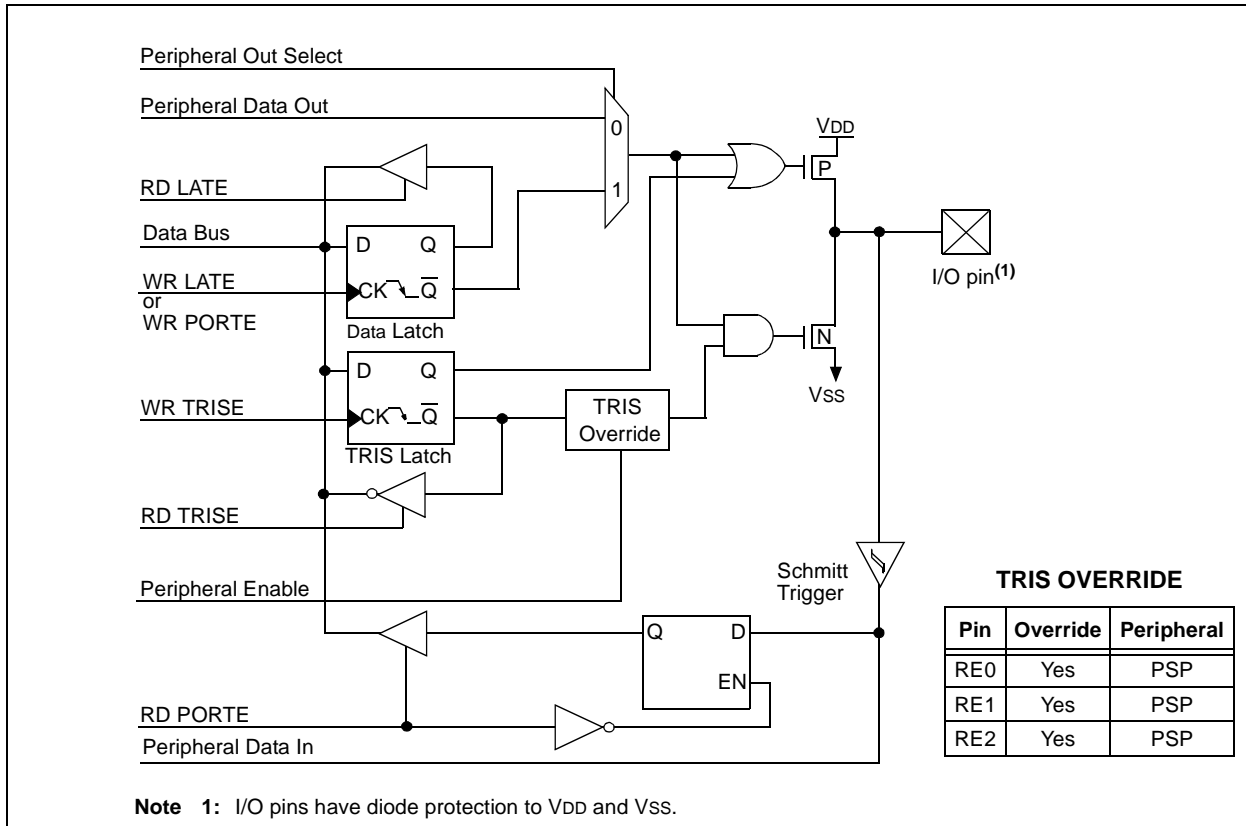 Peripheral Out Select
Peripheral Data Out
0
1
VDD
P
RD LATE
Data Bus
D Q
WR LATE
or
WR PORTE
CK Q
Data Latch
I/O pin(1)
N
VSS
D Q
WR TRISE
CK Q
TRIS Latch
TRIS
Override
RD TRISE
Peripheral Enable
Schmitt
Trigger
Q D
EN
RD PORTE
Peripheral Data In
TRIS OVERRIDE
Pin Override Peripheral
RE0 Yes PSP
RE1 Yes PSP
RE2 Yes PSP
Note 1: I/O pins have diode protection to VDD and VSS.